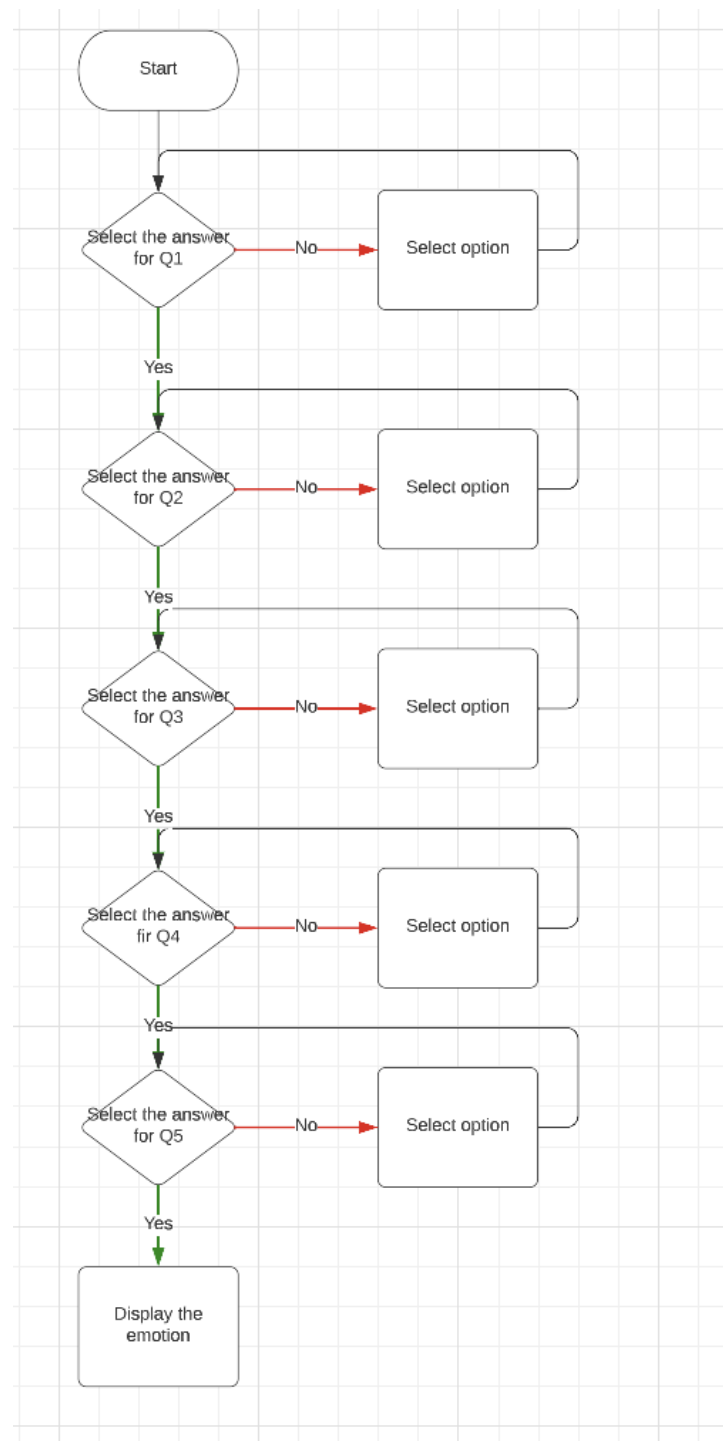 Start
Select the answer
for Q1
No
Select option
Yes
Select the answer
for Q2
No
Select option
Yes
Select the answer
for Q3
No
Select option
Yes
Select the answer
fir Q4
No
Select option
Yes
Select the answer
for Q5
No
Select option
Yes
Display the
emotion